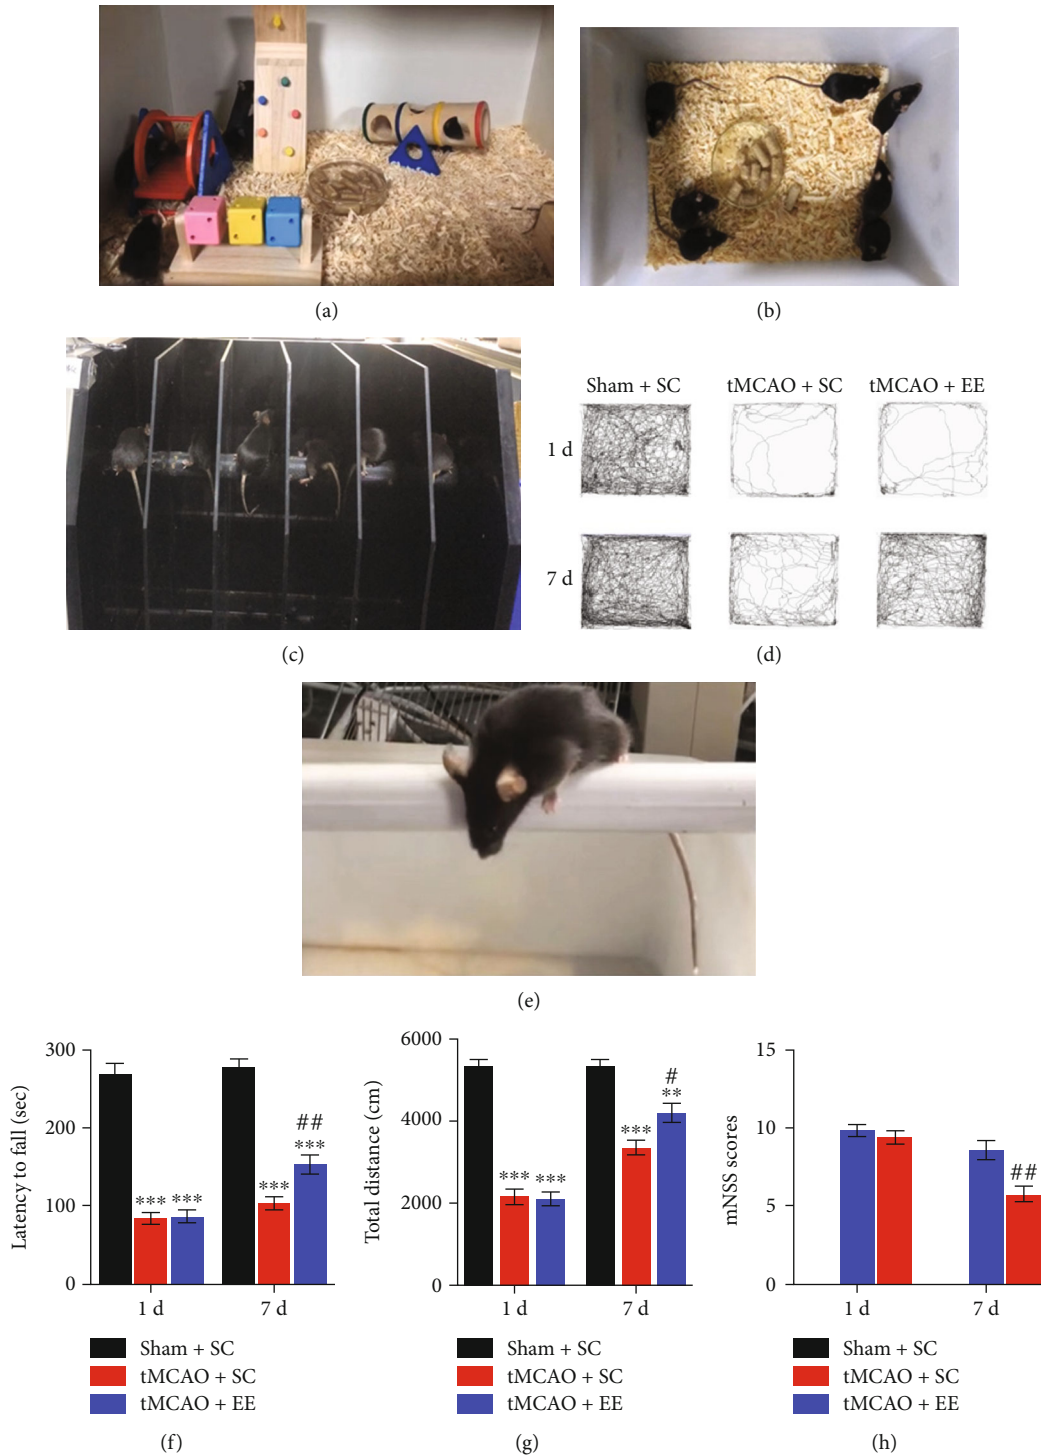 (a)
(b)
Sham + SC
tMCAO + SC
tMCAO + EE
1 d
7 d
(c)
(d)
(e)
300
200
100
0
Latency to fall (sec)
***
***
***
##
***
1 d
7 d
Sham + SC
tMCAO + SC
tMCAO + EE
(f)
6000
4000
2000
0
Total distance (cm)
***
***
***
#
**
1 d
7 d
Sham + SC
tMCAO + SC
tMCAO + EE
(g)
15
10
5
0
mNSS scores
##
1 d
7 d
Sham + SC
tMCAO + SC
tMCAO + EE
(h)